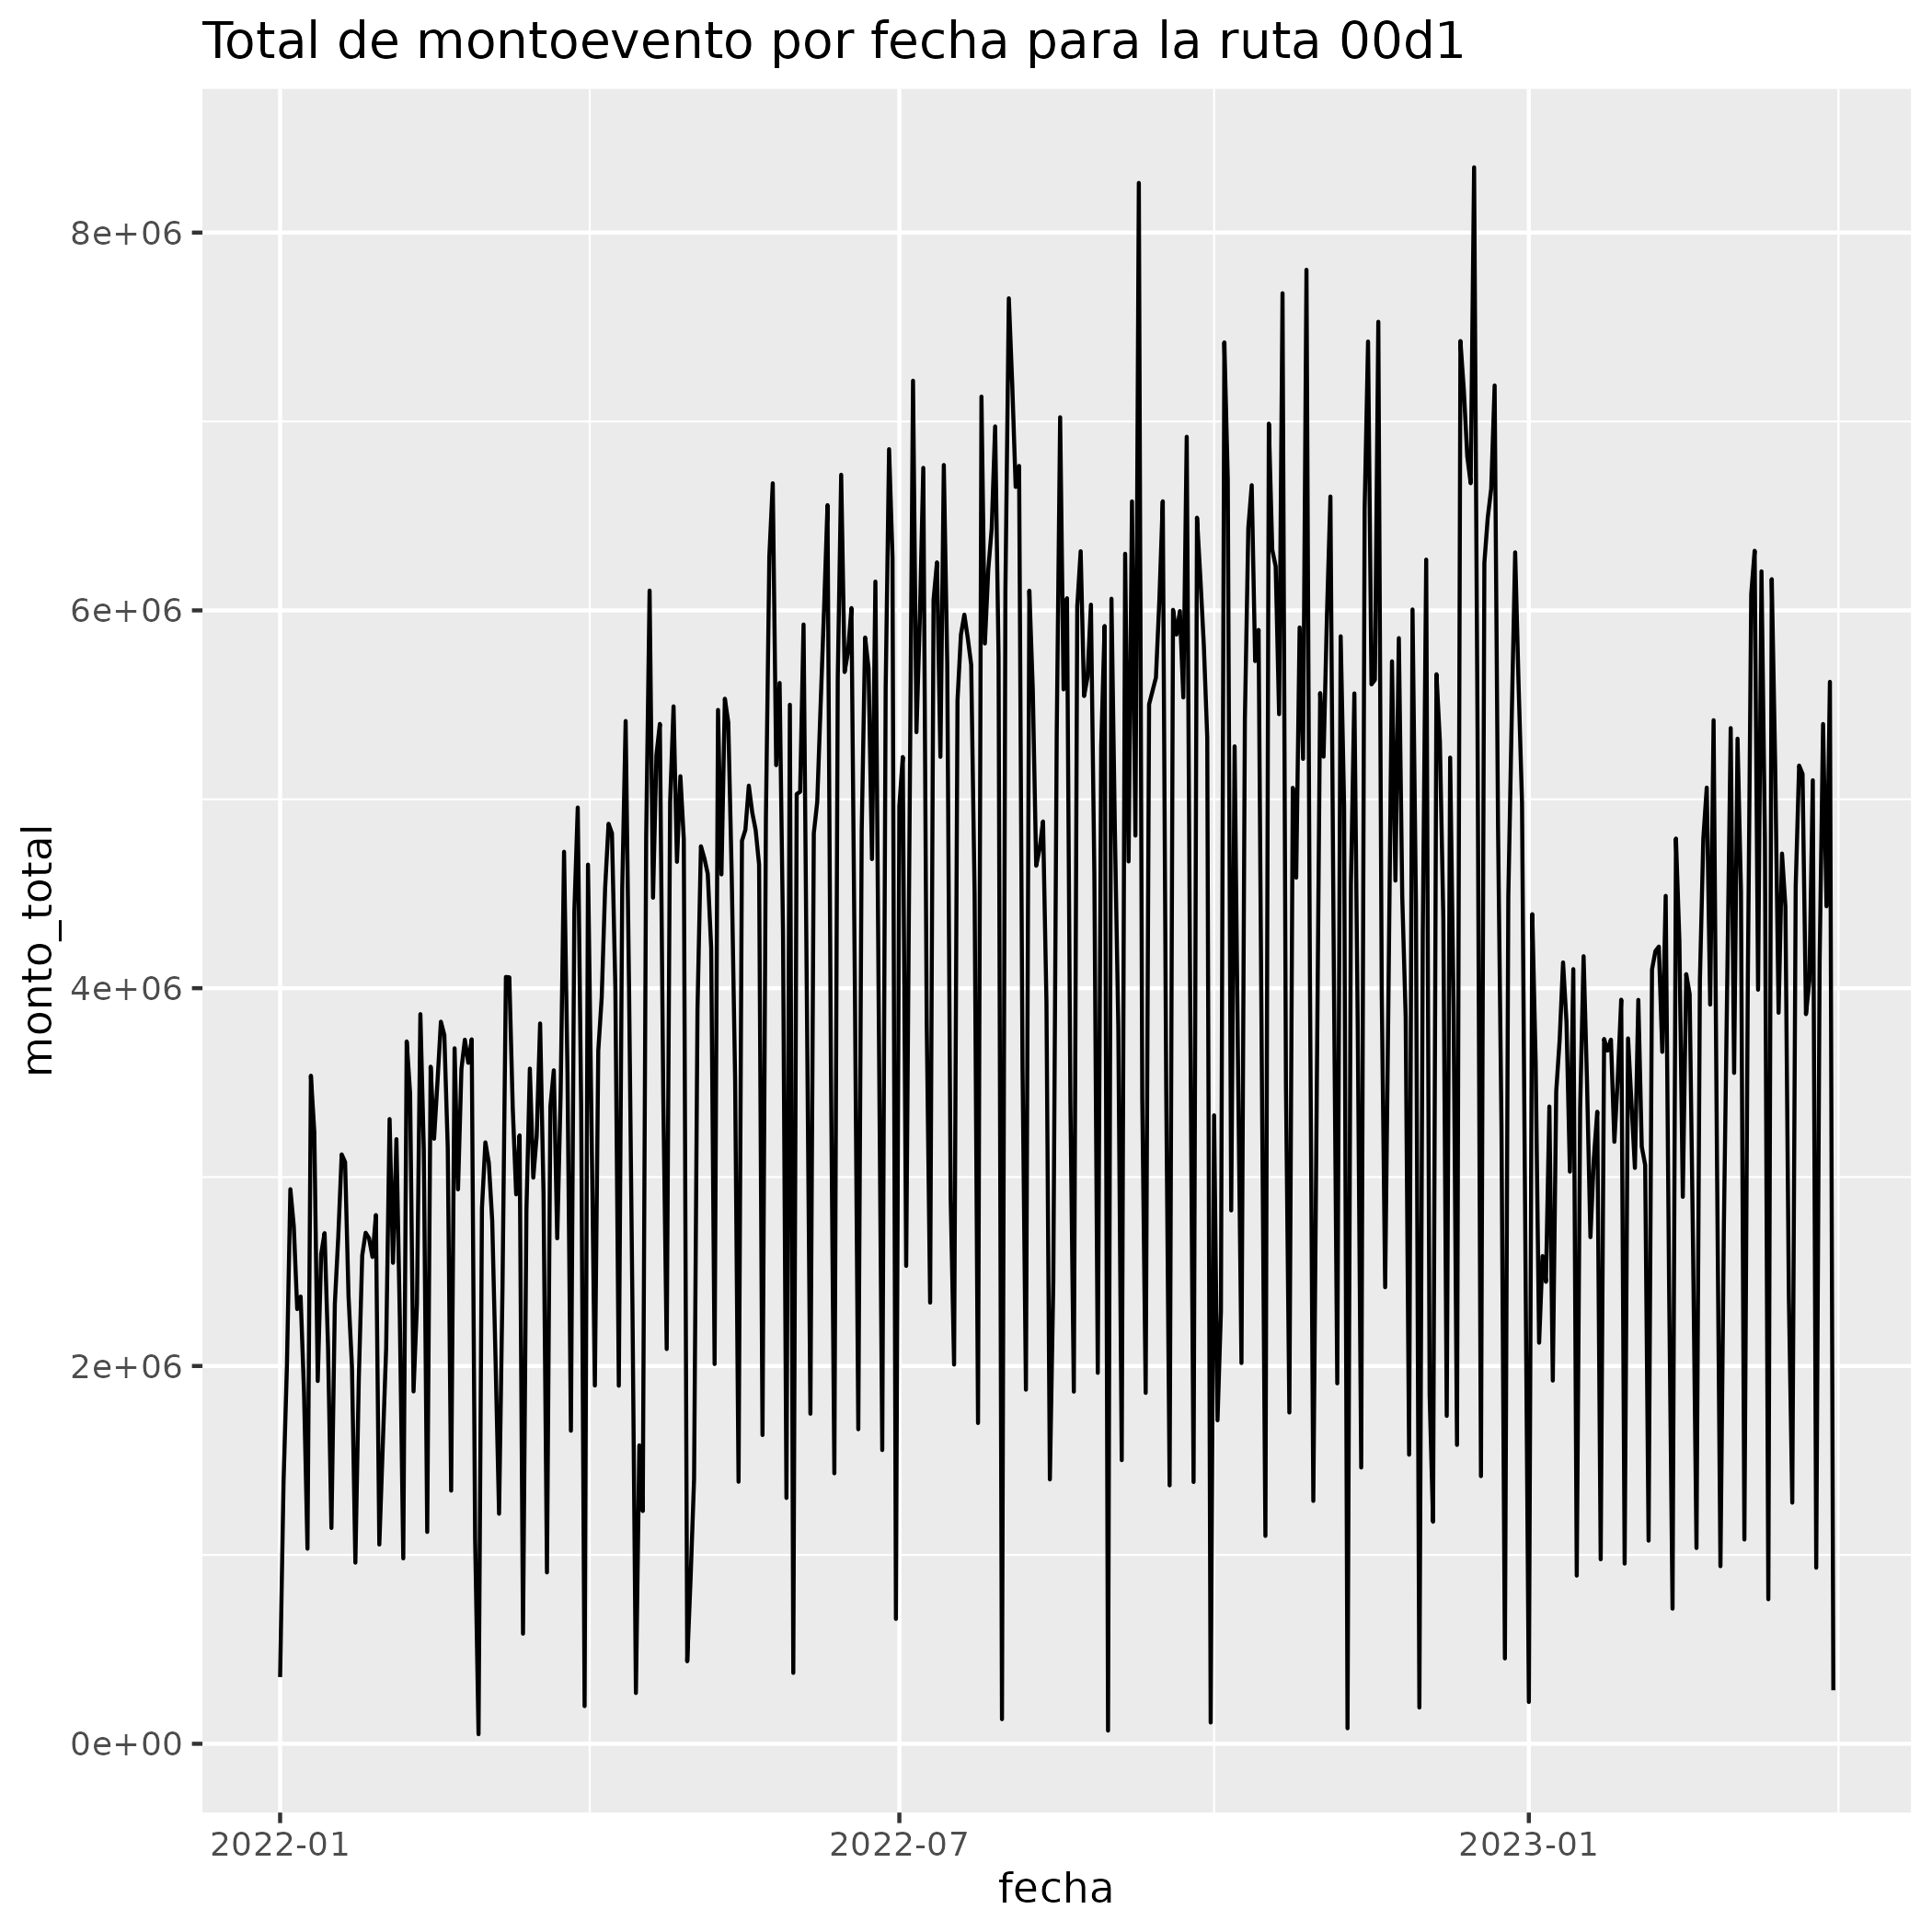 Total de montoevento por fecha para la ruta 00d1
monto_total
8e+06
6e+06
4e+06
2e+06
0e+00
2022-01
2022-07
2023-01
fecha